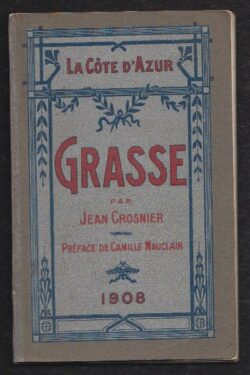 LA CÔTE D'AZUR
GRASSE
PAR
JEAN CROSNIER
PRÉFACE DE CAMILLE MAUCLAIR
1908